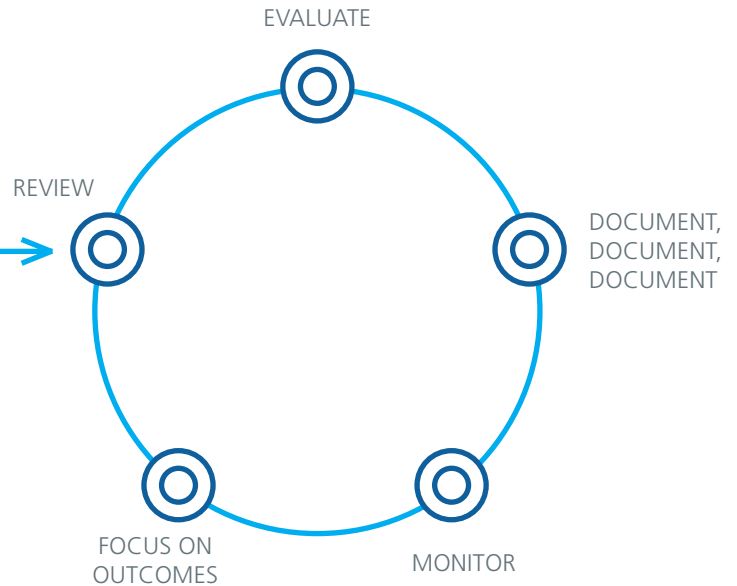 EVALUATE
REVIEW
DOCUMENT,
DOCUMENT,
DOCUMENT
FOCUS ON
OUTCOMES
MONITOR